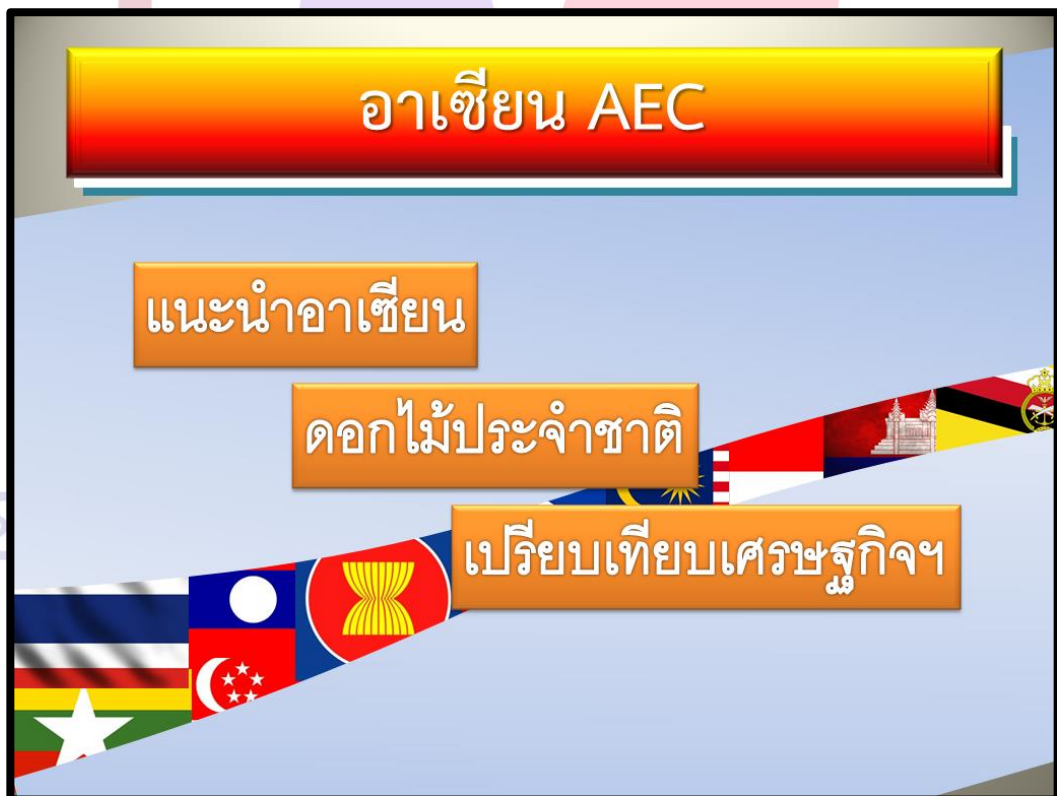 อาเซียน AEC
แนะนำอาเซียน
ดอกไม้ประจำชาติ
เปรียบเทียบเศรษฐกิจฯ